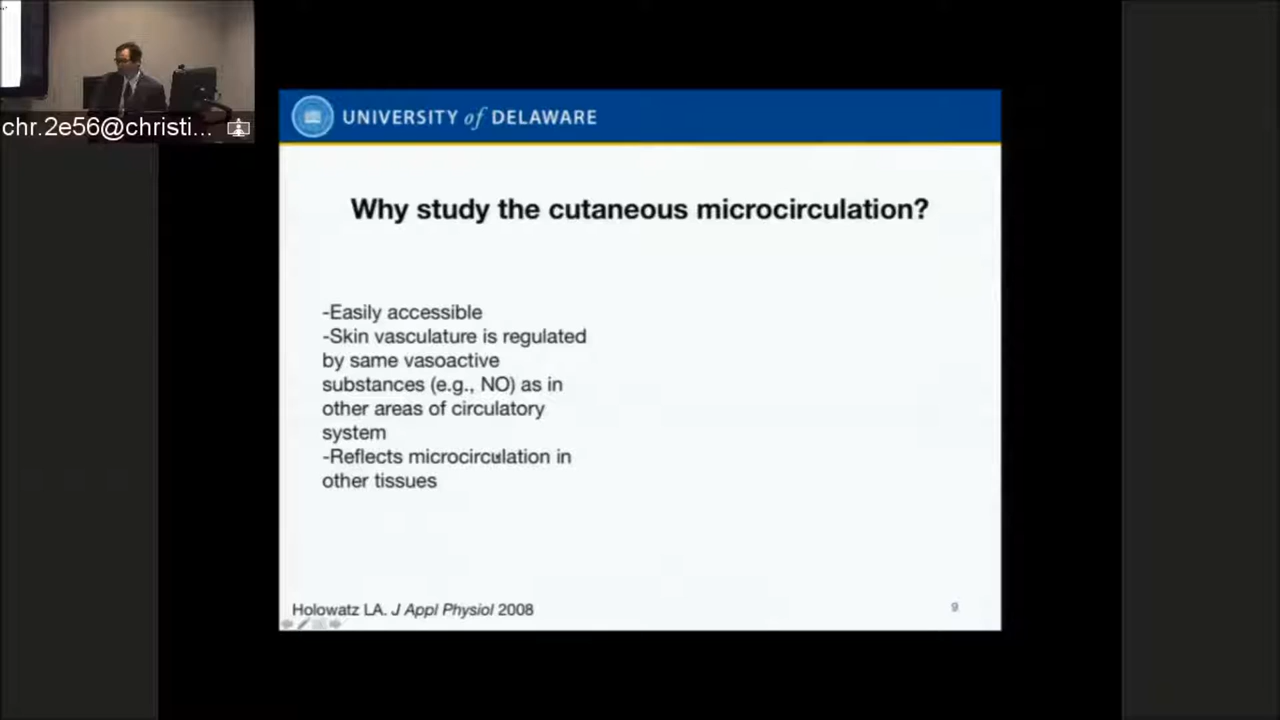 chr.2e56@christi...
UNIVERSITY of DELAWARE
Why study the cutaneous microcirculation?
-Easily accessible
-Skin vasculature is regulated
by same vasoactive
substances (e.g., NO) as in
other areas of circulatory
system
-Reflects microcirculation in
other tissues
Holowatz LA. J Appl Physiol 2008
9